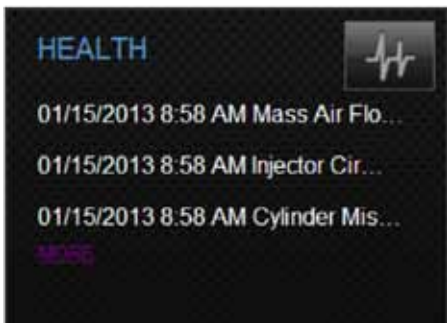 HEALTH
01/15/2013 8:58 AM Mass Air Flo...
01/15/2013 8:58 AM Injector Cir...
01/15/2013 8:58 AM Cylinder Mis...
MORE